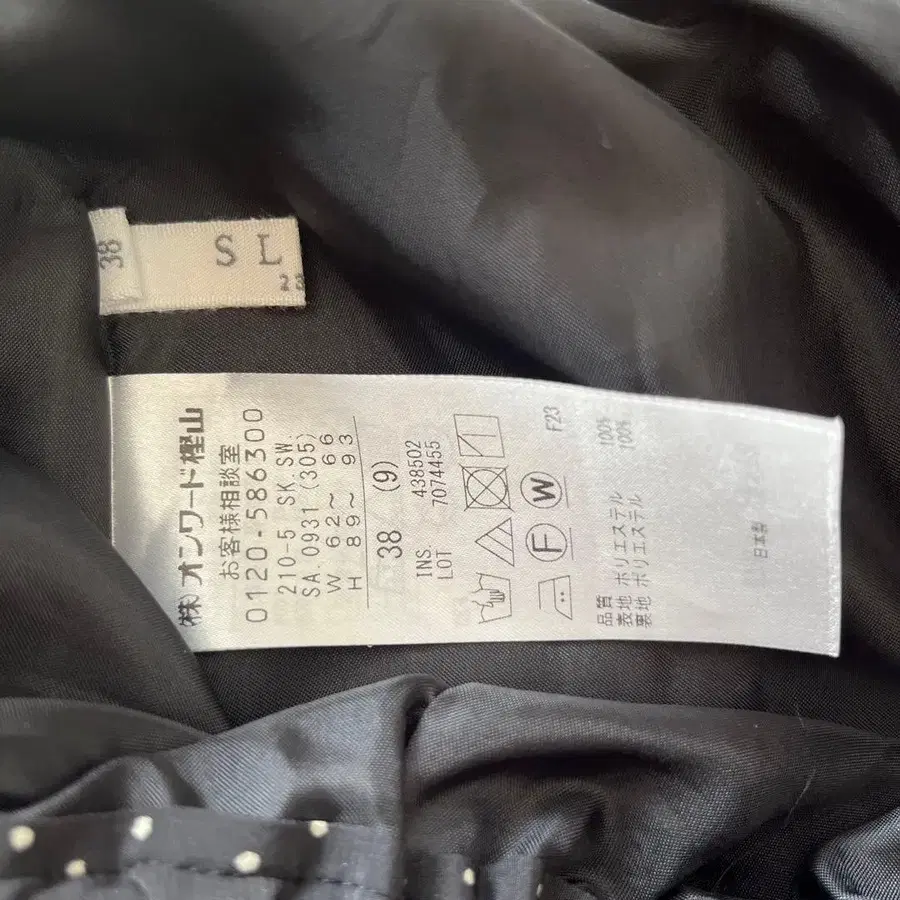 38
S L
(株)オンワード樫山
お客様相談室
0120-586300
210-5 SK SW
SA.0931 (305)
W 62～ 66
H 89～ 93
38 (9)
INS. 438502
LOT 7074455
F W
F23
品質
表地 ポリエステル 100%
裏地 ポリエステル 100%
日本製